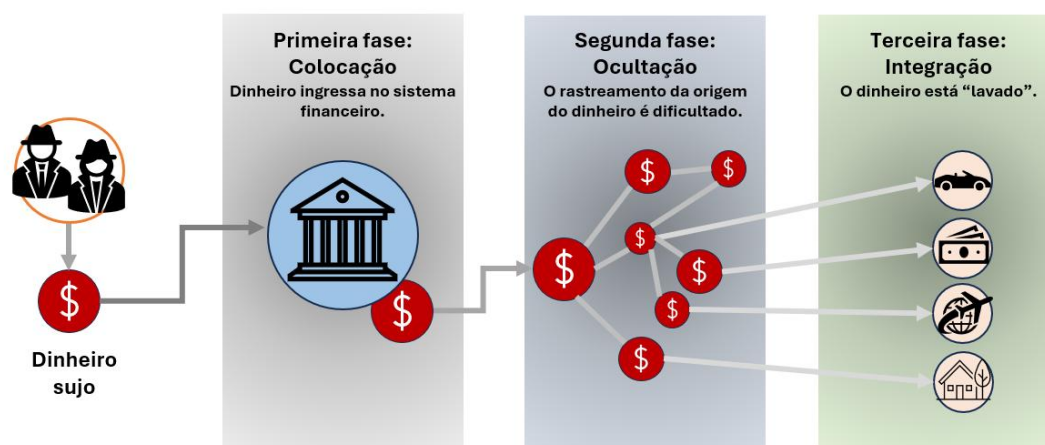 Primeira fase:
Colocação
Dinheiro ingressa no sistema
financeiro.
Segunda fase:
Ocultação
O rastreamento da origem
do dinheiro é dificultado.
Terceira fase:
Integração
O dinheiro está “lavado”.
$
Dinheiro
sujo
$
$
$
$
$
$
$
$